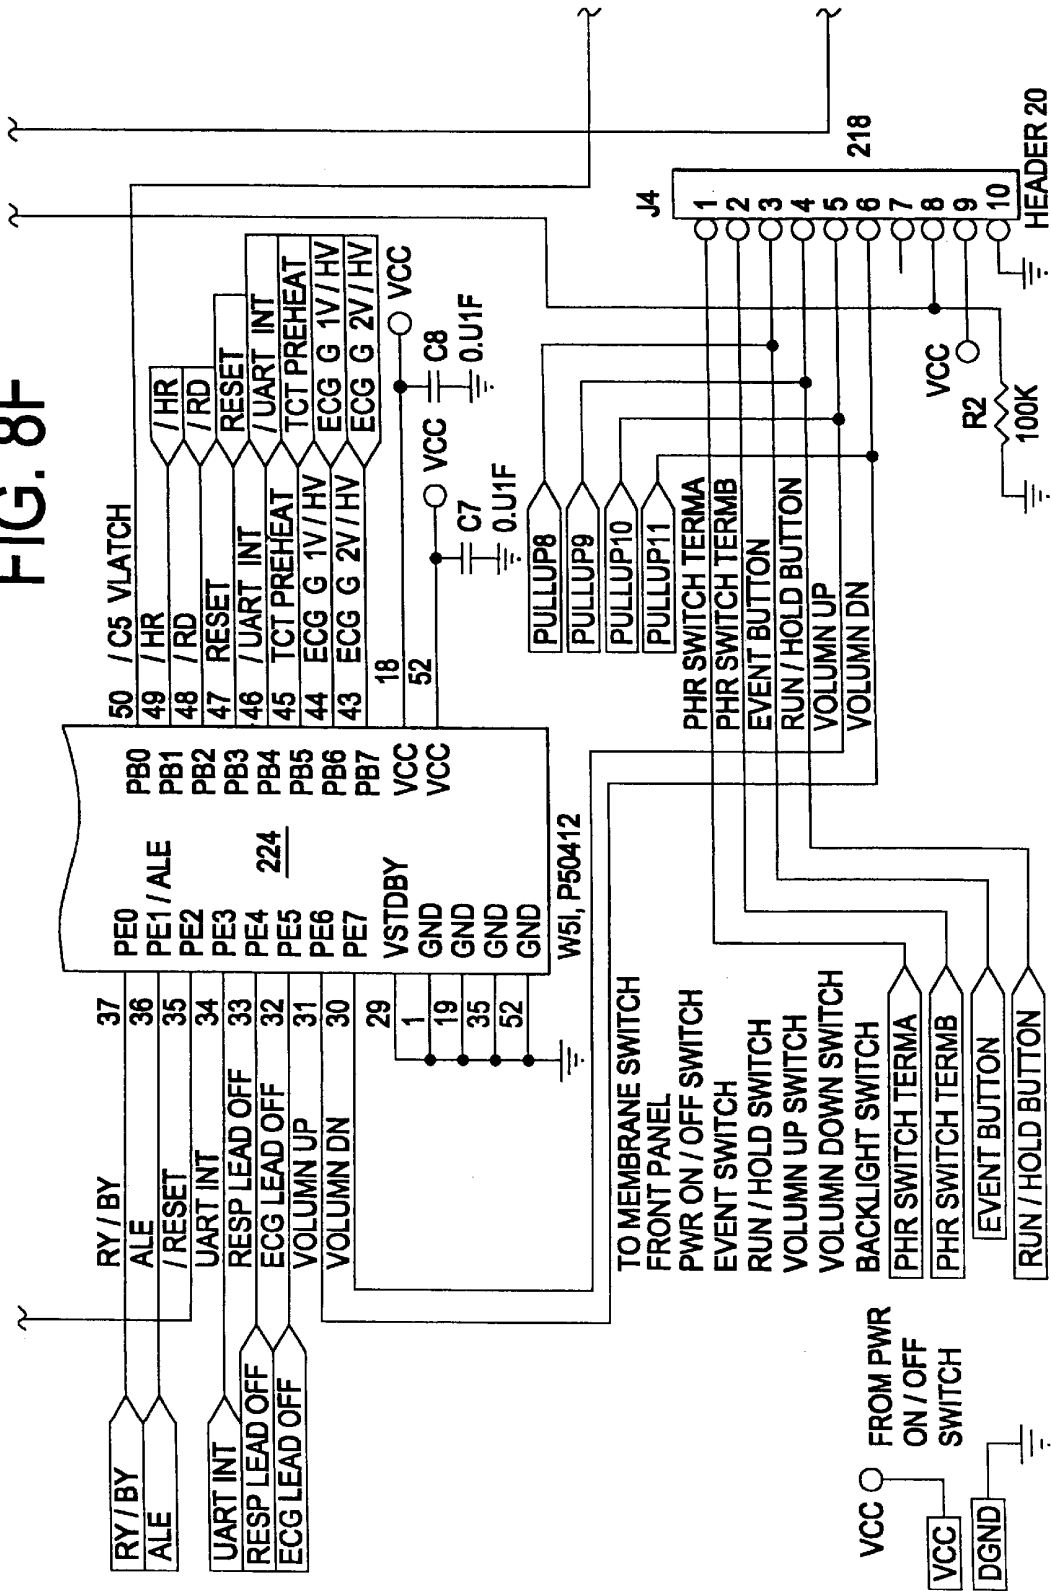 FIG. 8F
RY / BY
ALE
UART INT
RESP LEAD OFF
ECG LEAD OFF
RY / BY
ALE
/ RESET
UART INT
RESP LEAD OFF
ECG LEAD OFF
VOLUMN UP
VOLUMN DN
37
36
35
34
33
32
31
30
29
1
19
35
52
PE0
PE1 / ALE
PE2
PE3
PE4
PE5
PE6
PE7
VSTDBY
GND
GND
GND
GND
224
PB0
PB1
PB2
PB3
PB4
PB5
PB6
PB7
VCC
VCC
W5I, P50412
50
49
48
47
46
45
44
43
18
52
/ C5 VLATCH
/ HR
/ RD
RESET
/ UART INT
TCT PREHEAT
ECG G 1V / HV
ECG G 2V / HV
/ HR
/ RD
RESET
/ UART INT
TCT PREHEAT
ECG G 1V / HV
ECG G 2V / HV
VCC
C8
0.U1F
VCC
C7
0.U1F
PULLUP8
PULLUP9
PULLUP10
PULLUP11
PHR SWITCH TERMA
PHR SWITCH TERMB
EVENT BUTTON
RUN / HOLD BUTTON
VOLUMN UP
VOLUMN DN
J4
1
2
3
4
5
6
7
8
9
10
218
HEADER 20
VCC
R2
100K
TO MEMBRANE SWITCH
FRONT PANEL
PWR ON / OFF SWITCH
EVENT SWITCH
RUN / HOLD SWITCH
VOLUMN UP SWITCH
VOLUMN DOWN SWITCH
BACKLIGHT SWITCH
PHR SWITCH TERMA
PHR SWITCH TERMB
EVENT BUTTON
RUN / HOLD BUTTON
VCC
FROM PWR
ON / OFF
SWITCH
VCC
DGND